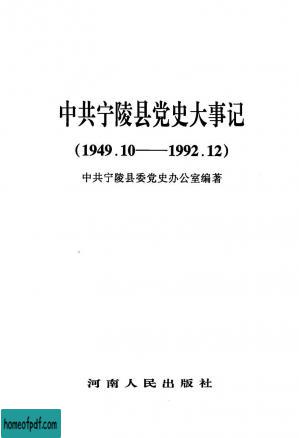 中共宁陵县党史大事记
(1949.10——1992.12)
中共宁陵县委党史办公室编著
河南人民出版社
homeofpdf.com